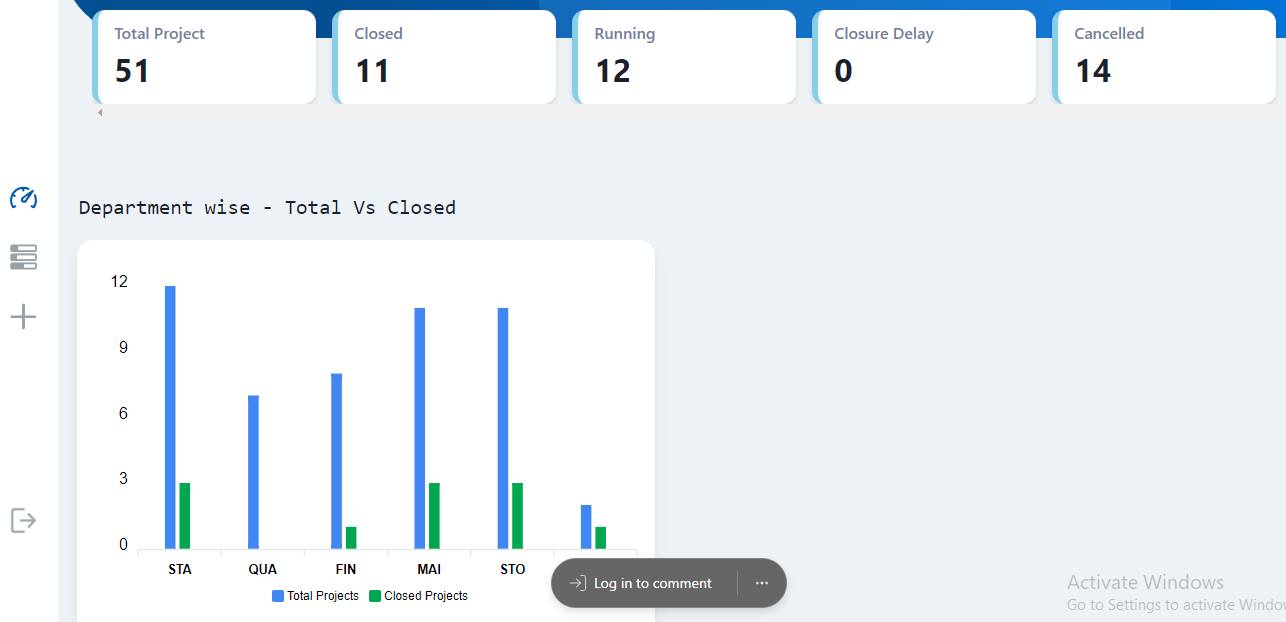 Total Project
51
Closed
11
Running
12
Closure Delay
0
Cancelled
14
Department wise - Total Vs Closed
12
9
6
3
0
STA QUA FIN MAI STO
Total Projects Closed Projects
Log in to comment
Activate Windows
Go to Settings to activate Windo